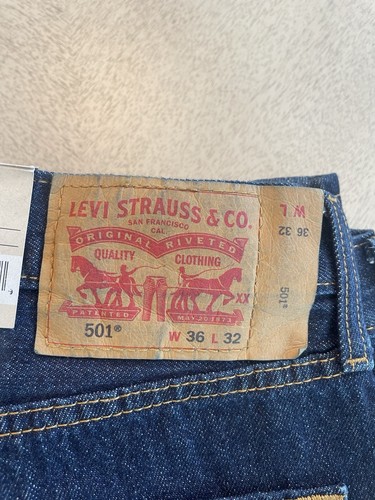 LEVI STRAUSS & CO.
SAN FRANCISCO
CAL
ORIGINAL RIVETED
QUALITY CLOTHING
XX
PATENTED MAY 20 1873
501®
W 36 L 32
W L
36 32
501®